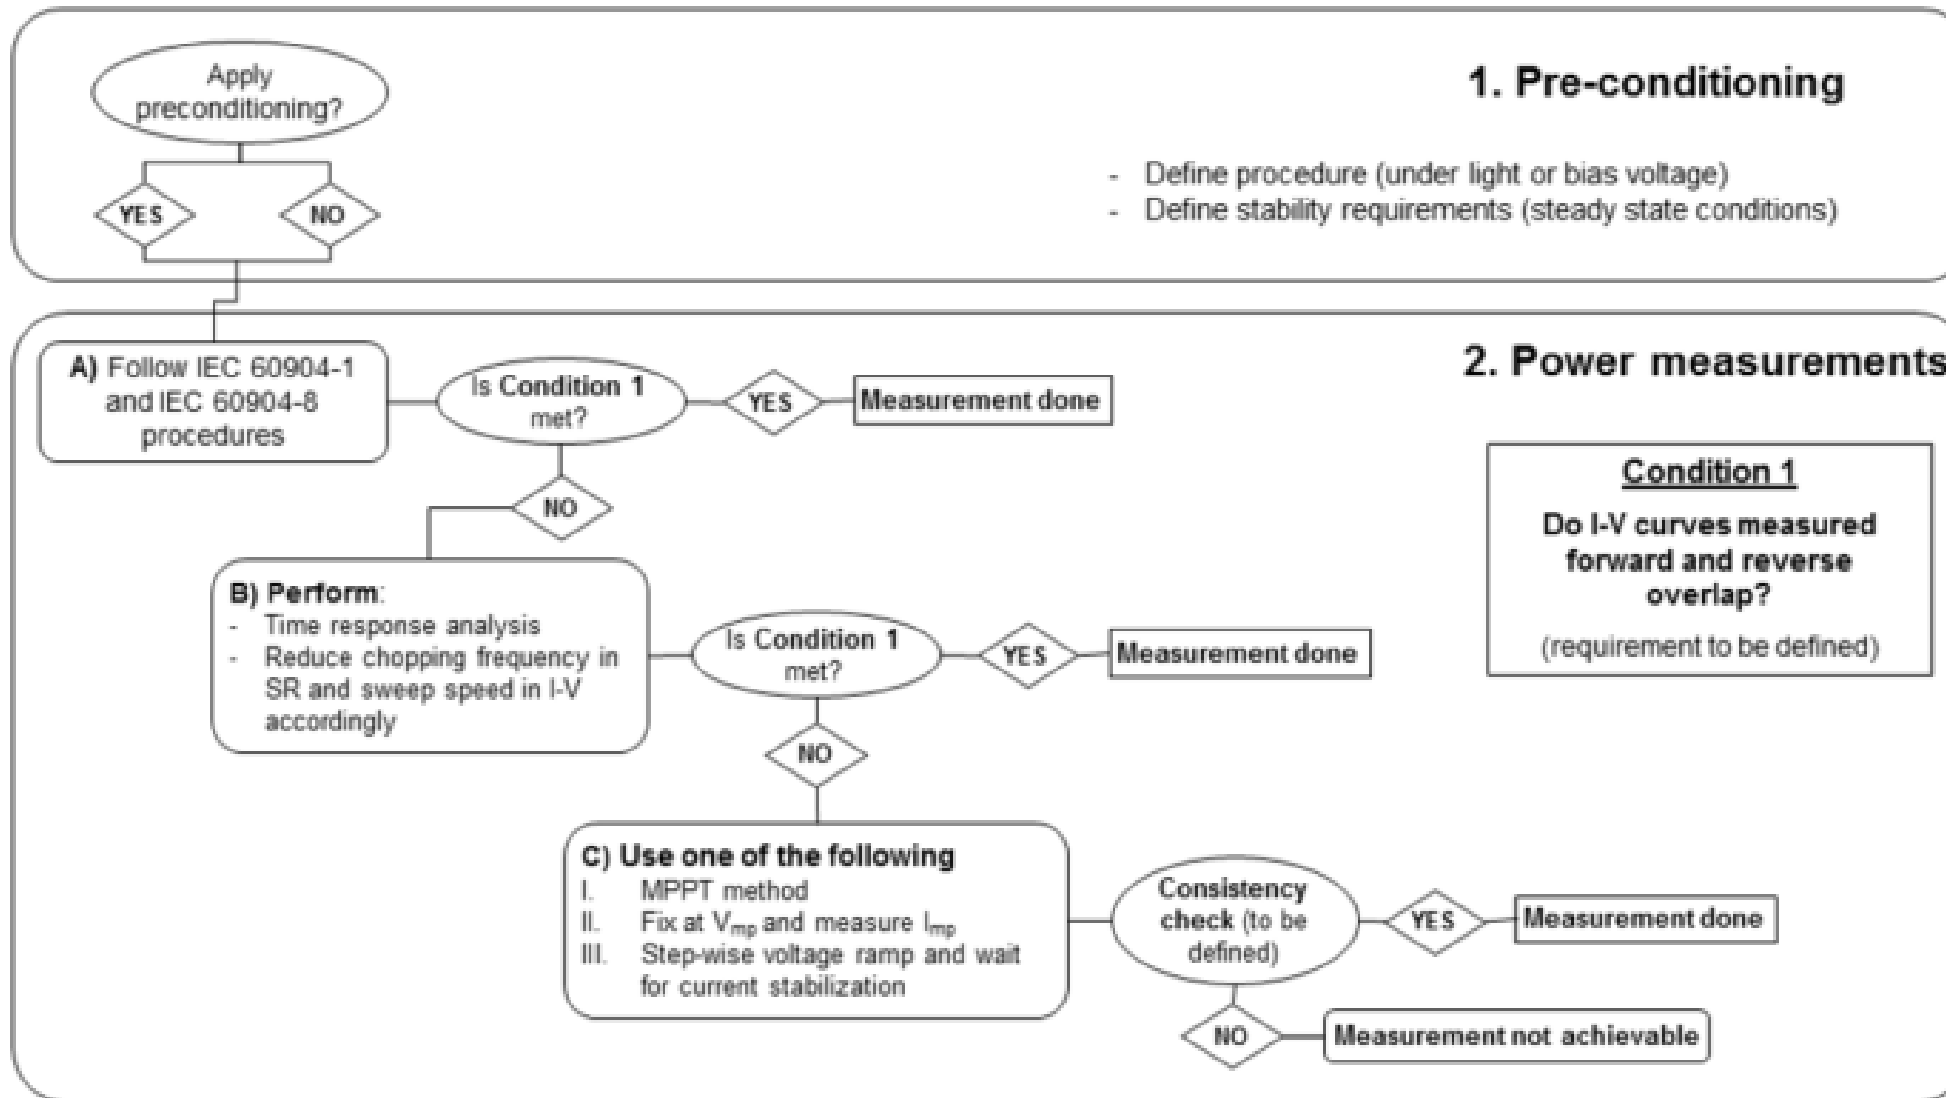 Apply
preconditioning?
YES
NO
1. Pre-conditioning
- Define procedure (under light or bias voltage)
- Define stability requirements (steady state conditions)
2. Power measurements
A) Follow IEC 60904-1
and IEC 60904-8
procedures
Is Condition 1
met?
YES
Measurement done
NO
Condition 1
Do I-V curves measured
forward and reverse
overlap?
(requirement to be defined)
B) Perform:
- Time response analysis
- Reduce chopping frequency in
SR and sweep speed in I-V
accordingly
Is Condition 1
met?
YES
Measurement done
NO
C) Use one of the following
I. MPPT method
II. Fix at Vmp and measure Imp
III. Step-wise voltage ramp and wait
for current stabilization
Consistency
check (to be
defined)
YES
Measurement done
NO
Measurement not achievable